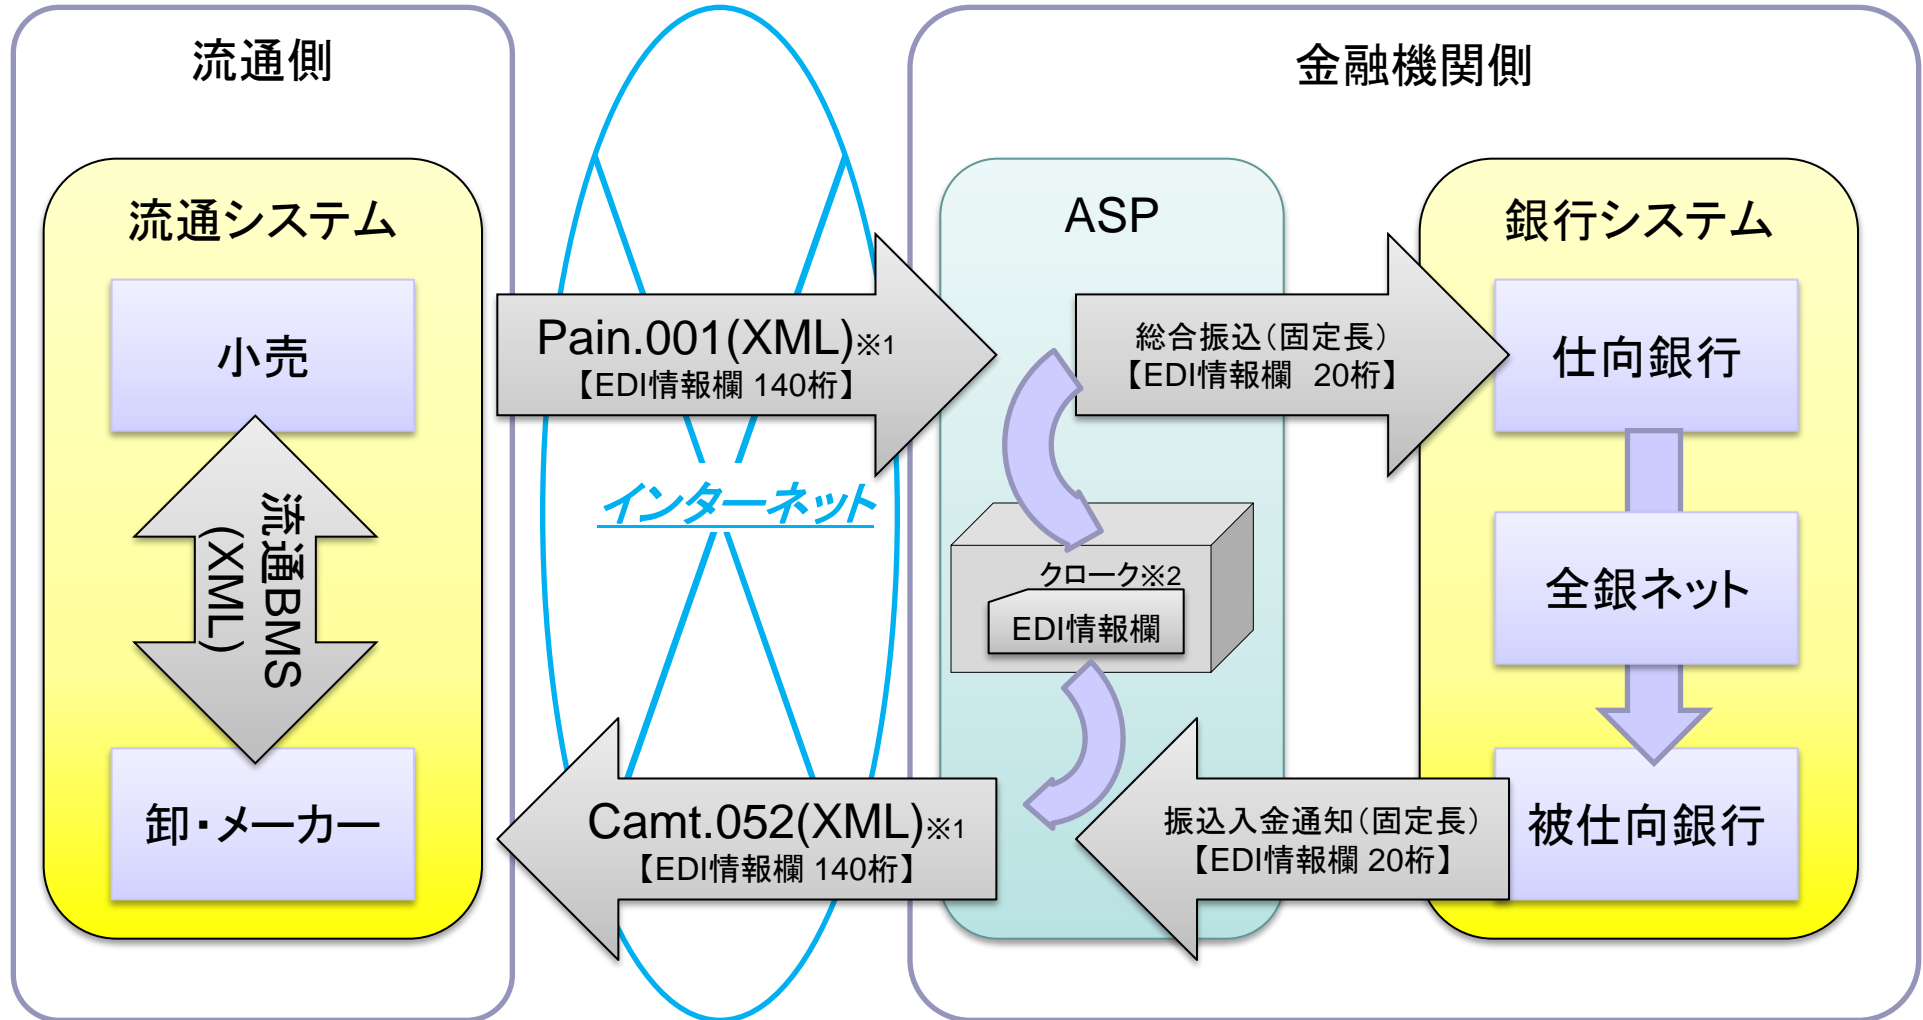 流通側
流通システム
小売
流通BMS
(XML)
卸・メーカー
インターネット
Pain.001(XML)※1
【EDI情報欄 140桁】
Camt.052(XML)※1
【EDI情報欄 140桁】
金融機関側
ASP
クローク※2
EDI情報欄
総合振込(固定長)
【EDI情報欄 20桁】
振込入金通知(固定長)
【EDI情報欄 20桁】
銀行システム
仕向銀行
全銀ネット
被仕向銀行